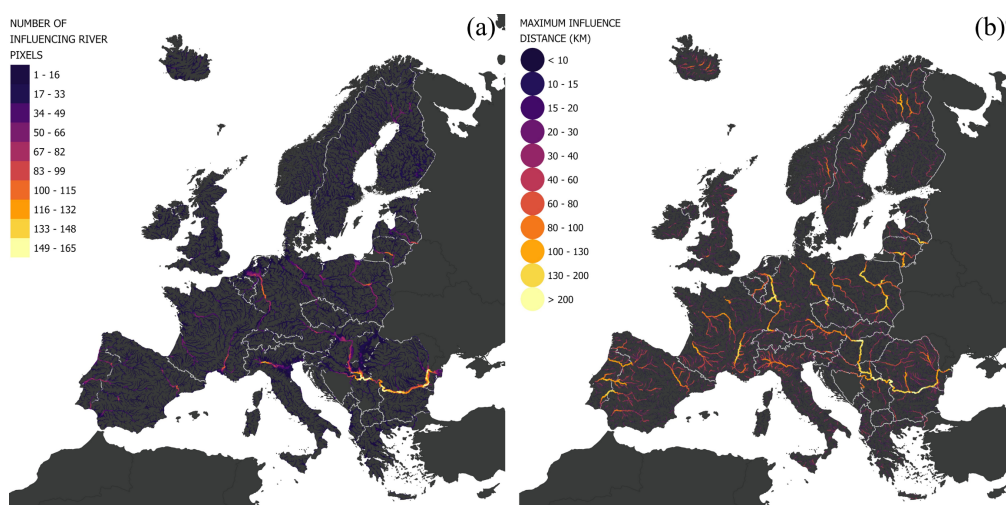 NUMBER OF
INFLUENCING RIVER
PIXELS
(a)
1 - 16
17 - 33
34 - 49
50 - 66
67 - 82
83 - 99
100 - 115
116 - 132
133 - 148
149 - 165
MAXIMUM INFLUENCE
DISTANCE (KM)
(b)
< 10
10 - 15
15 - 20
20 - 30
30 - 40
40 - 60
60 - 80
80 - 100
100 - 130
130 - 200
> 200